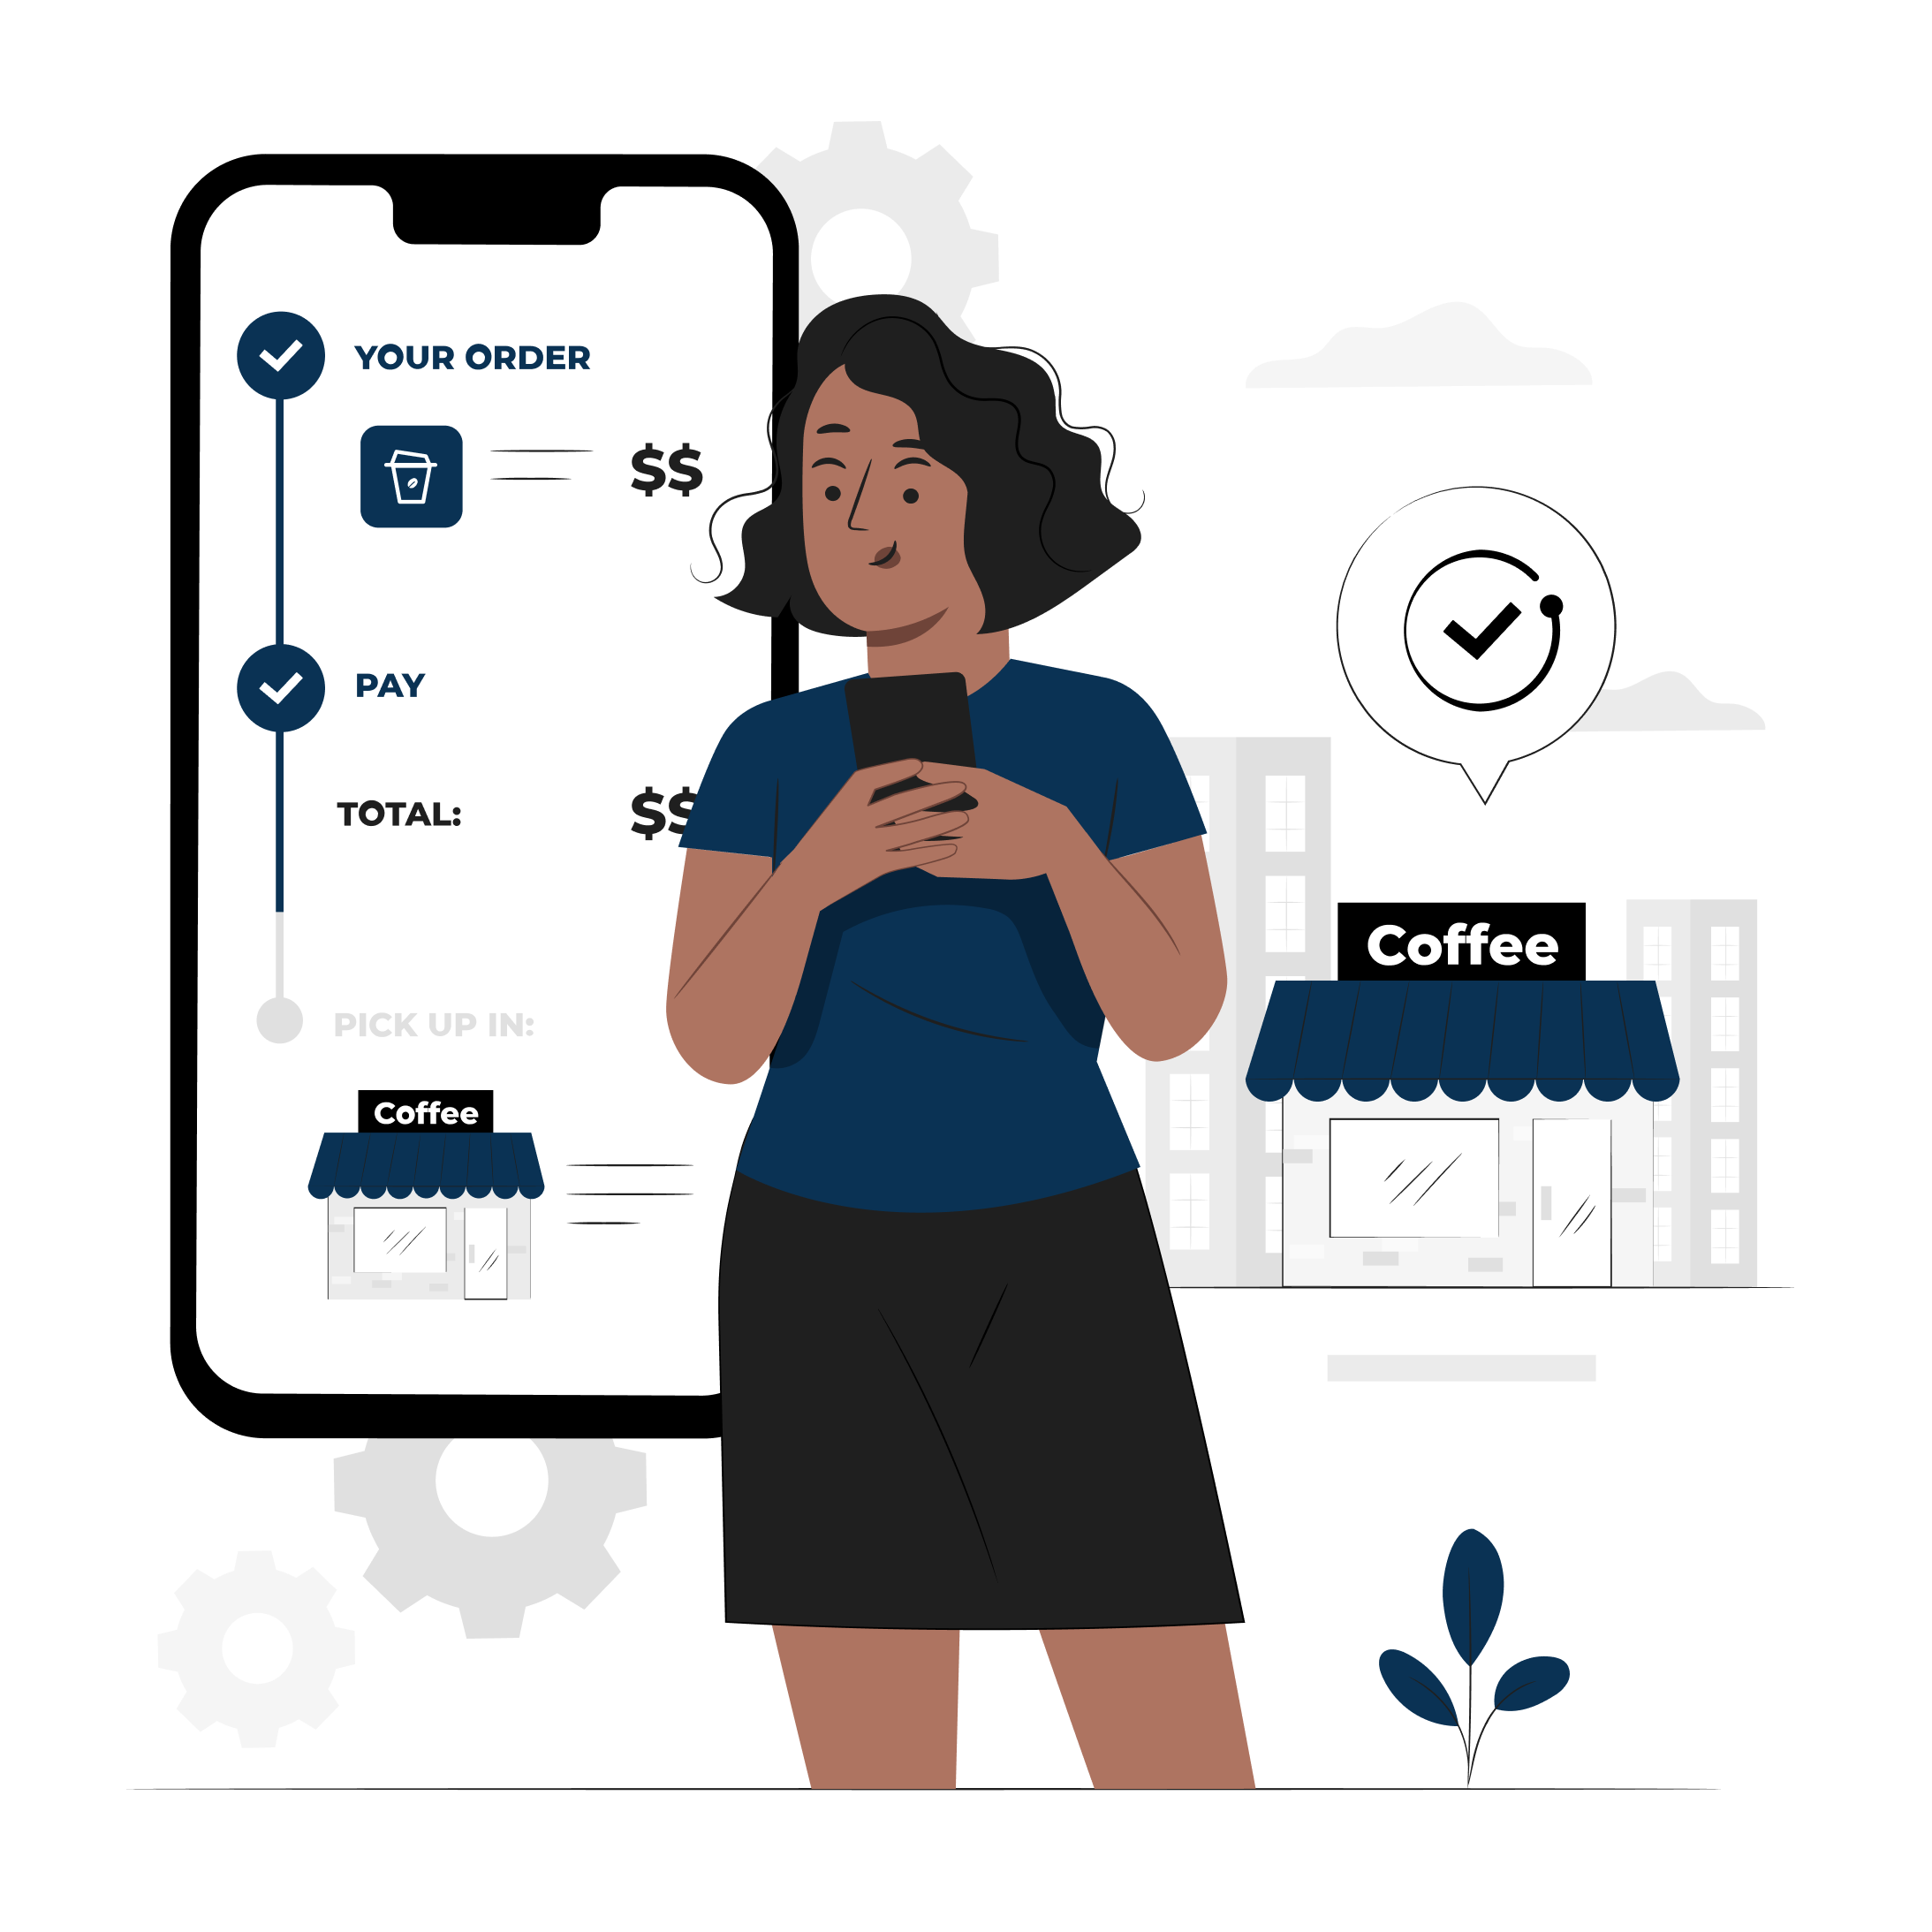 YOUR ORDER
$$
PAY
TOTAL:
$$
PICK UP IN:
Coffee
Coffee